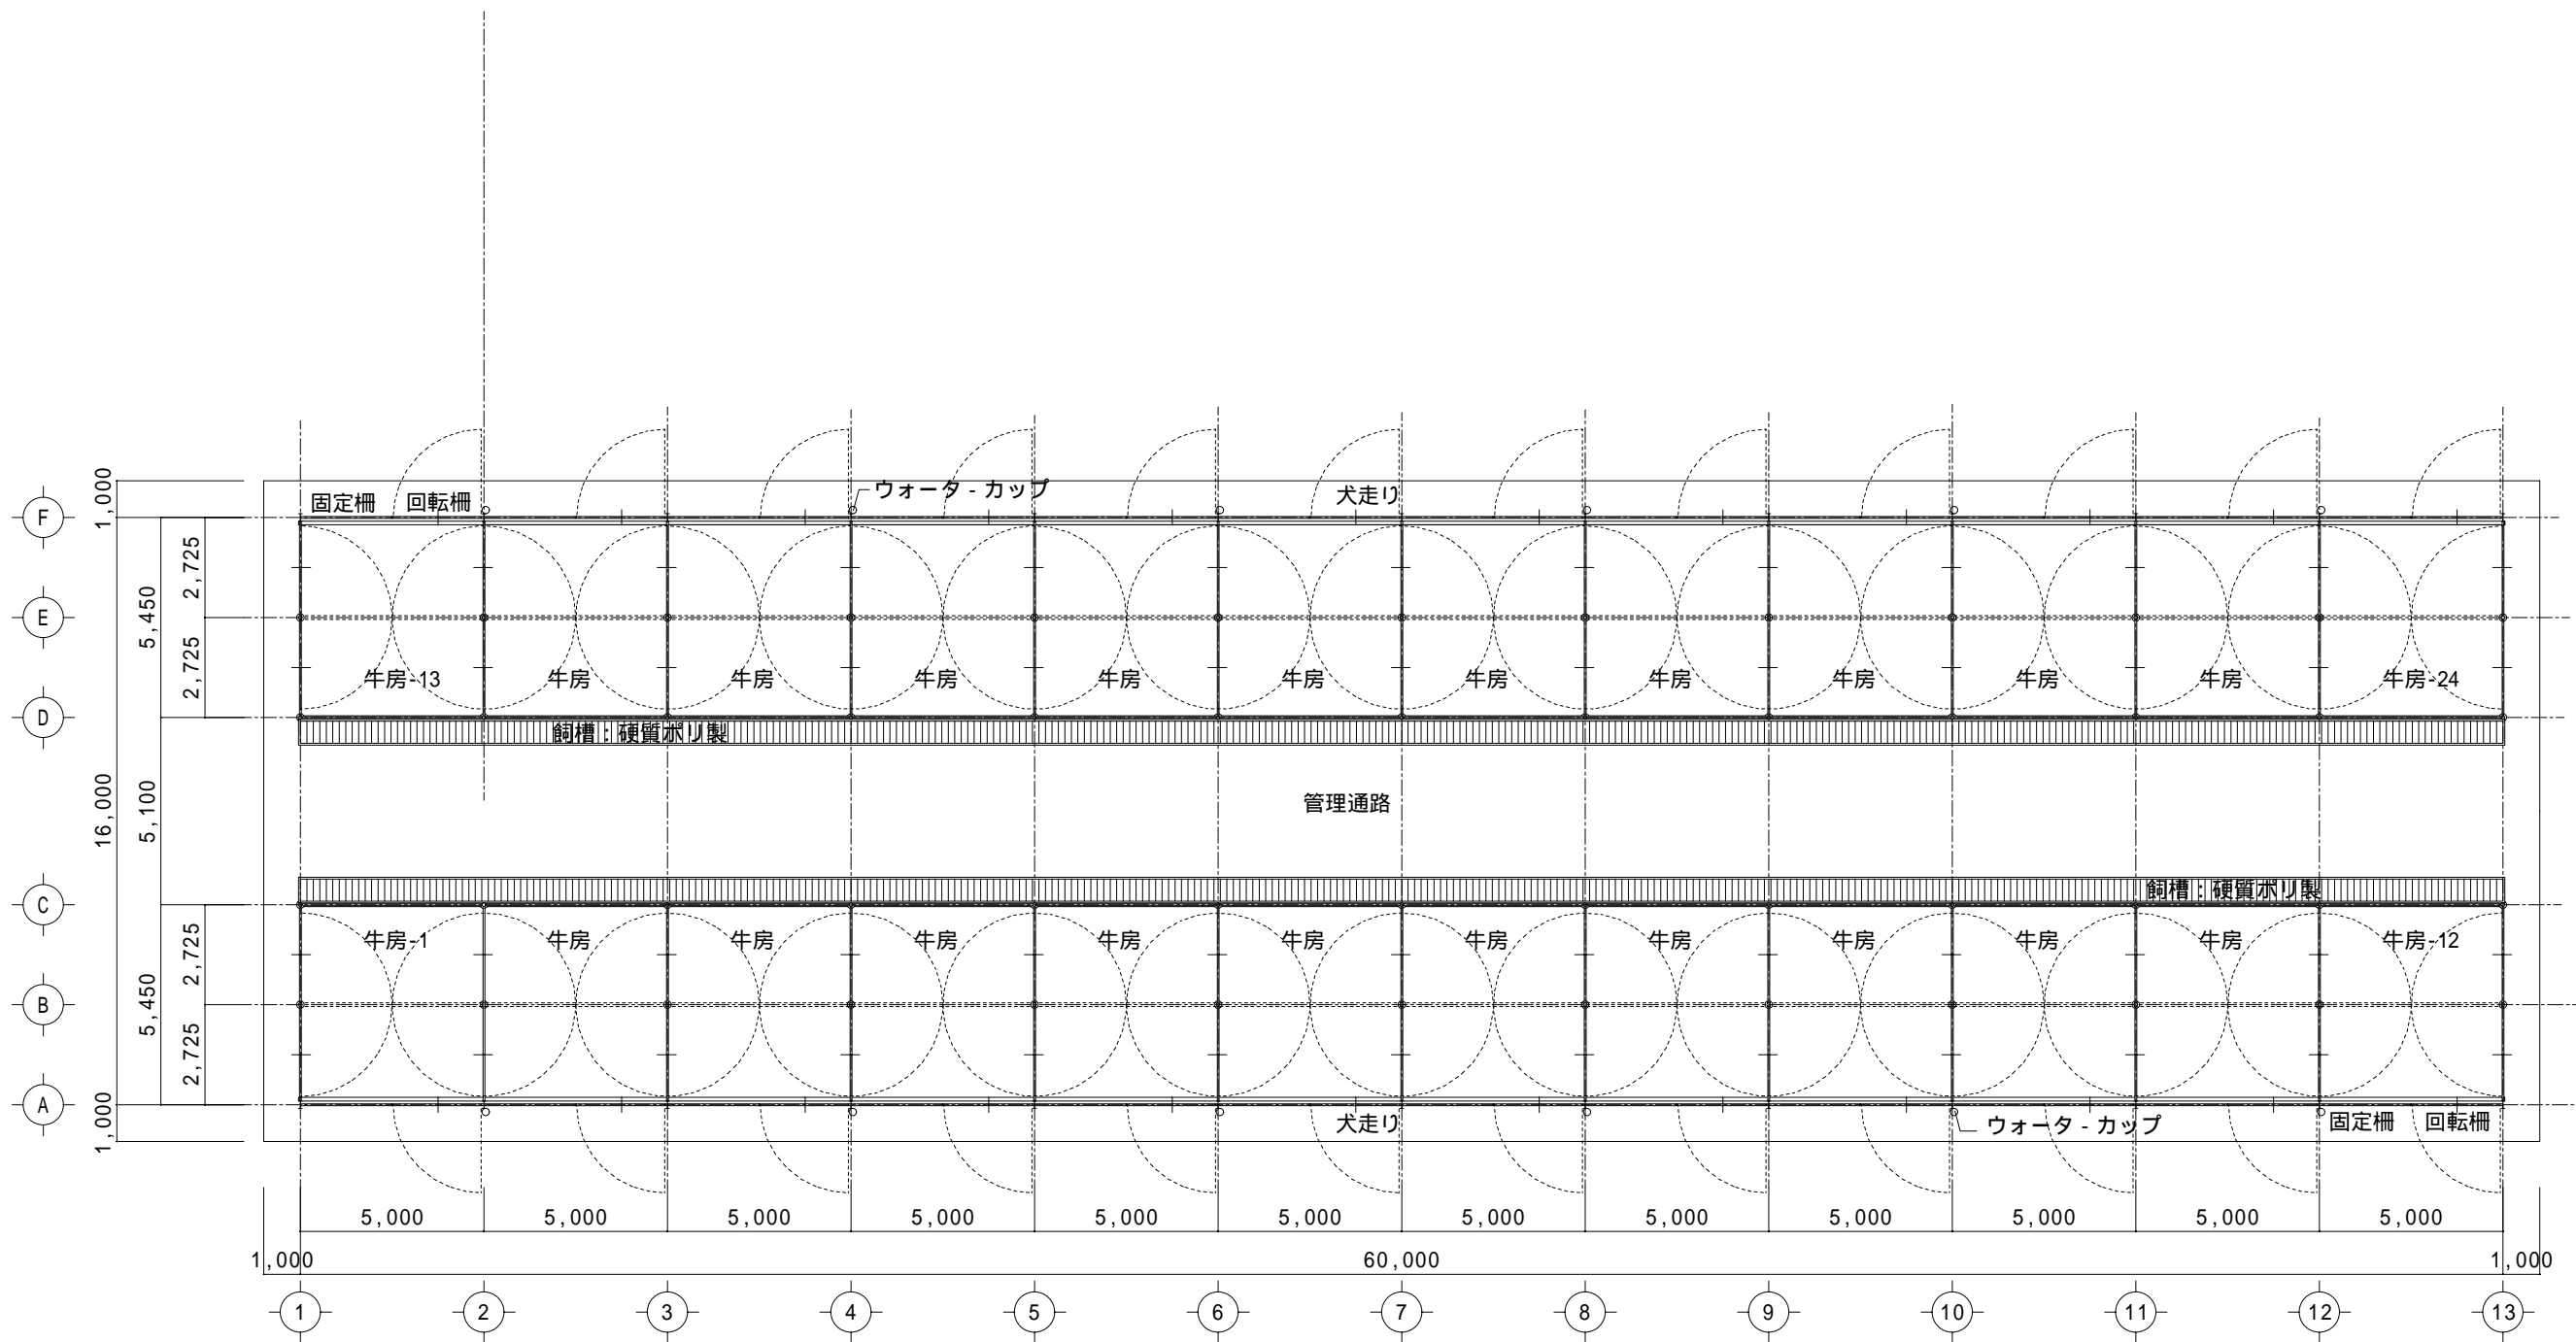 固定柵 回転柵 ウォータ-カップ 犬走り
F 1,000
2,725
E 5,450
2,725
牛房-13 牛房 牛房 牛房 牛房 牛房 牛房 牛房 牛房 牛房 牛房 牛房-24
D
飼槽：硬質ポリ製
16,000 5,100 管理通路
飼槽：硬質ポリ製
C
牛房-1 牛房 牛房 牛房 牛房 牛房 牛房 牛房 牛房 牛房 牛房 牛房-12
2,725
B 5,450
2,725
A 1,000
犬走り ウォータ-カップ 固定柵 回転柵
5,000 5,000 5,000 5,000 5,000 5,000 5,000 5,000 5,000 5,000 5,000 5,000
1,000 60,000 1,000
1 2 3 4 5 6 7 8 9 10 11 12 13